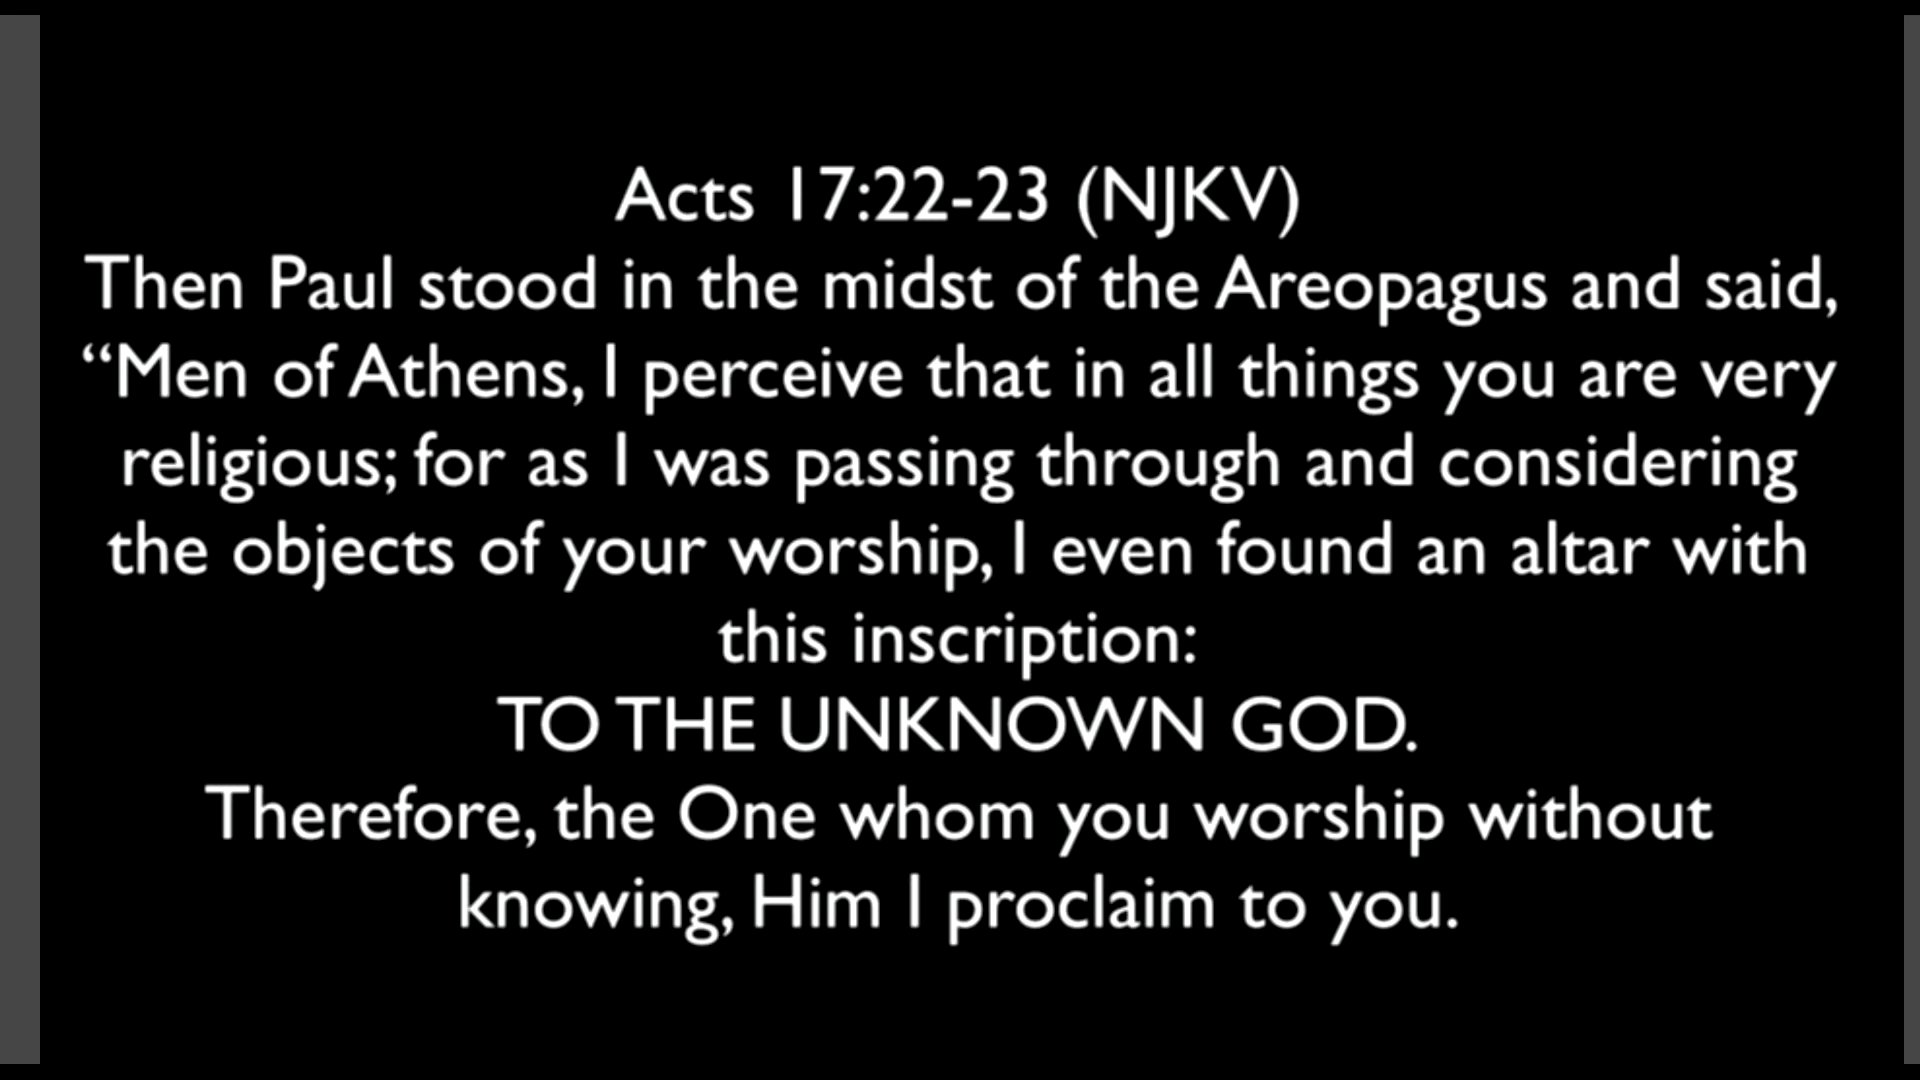 Acts 17:22-23 (NJKV)
Then Paul stood in the midst of the Areopagus and said,
“Men of Athens, I perceive that in all things you are very
religious; for as I was passing through and considering
the objects of your worship, I even found an altar with
this inscription:
TO THE UNKNOWN GOD.
Therefore, the One whom you worship without
knowing, Him I proclaim to you.